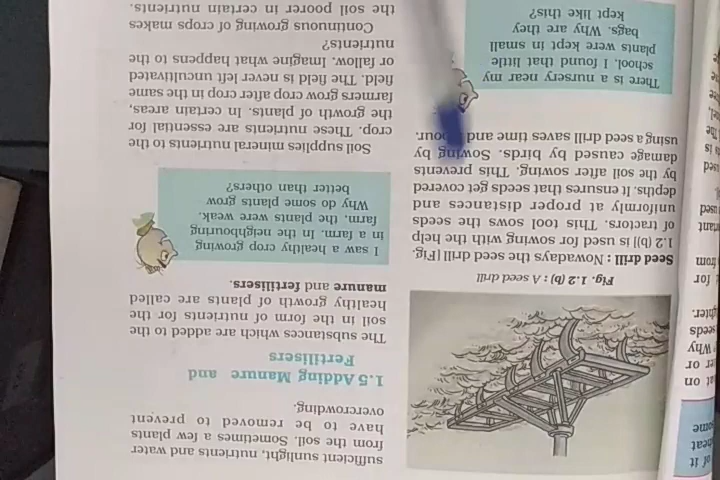 Fig. 1.2 (b) : A seed drill
Seed drill : Nowadays the seed drill [Fig.
1.2 (b)] is used for sowing with the help
of tractors. This tool sows the seeds
uniformly at proper distances and
depths. It ensures that seeds get covered
by the soil after sowing. This prevents
damage caused by birds. Sowing by
using a seed drill saves time and
There is a nursery near my
school. I found that little
plants were kept in small
bags. Why are they
kept like this?
sufficient sunlight, nutrients and water
from the soil. Sometimes a few plants
have to be removed to prevent
overcrowding.
1.5 Adding Manure and
Fertilisers
The substances which are added to the
soil in the form of nutrients for the
healthy growth of plants are called
manure and fertilisers.
I saw a healthy crop growing
in a farm. In the neighbouring
farm, the plants were weak.
Why do some plants grow
better than others?
Soil supplies mineral nutrients to the
crop. These nutrients are essential for
the growth of plants. In certain areas,
farmers grow crop after crop in the same
field. The field is never left uncultivated
or fallow. Imagine what happens to the
nutrients?
Continuous growing of crops makes
the soil poorer in certain nutrients.